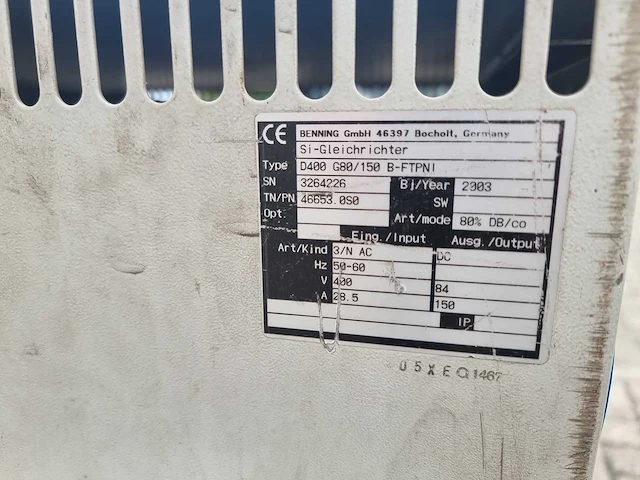 CE BENNING GmbH 46397 Bocholt, Germany
Si-Gleichrichter
Type D400 G80/150 B-FTPNI
SN 3264226 Bj/Year 2003
TN/PN 46653.0S0 SW
Opt. Art/mode 80% DB/co
Eing./Input Ausg./Output
Art/Kind 3/N AC DC
Hz 50-60
V 400 84
A 28.5 150
IP
05XEQ1467